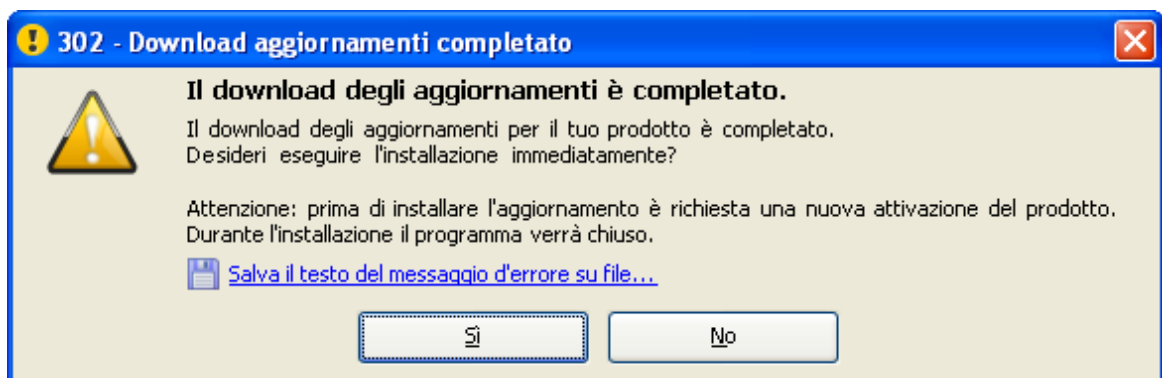 302 - Download aggiornamenti completato
Il download degli aggiornamenti è completato.
Il download degli aggiornamenti per il tuo prodotto è completato.
Desideri eseguire l'installazione immediatamente?
Attenzione: prima di installare l'aggiornamento è richiesta una nuova attivazione del prodotto.
Durante l'installazione il programma verrà chiuso.
Salva il testo del messaggio d'errore su file...
Sì
No